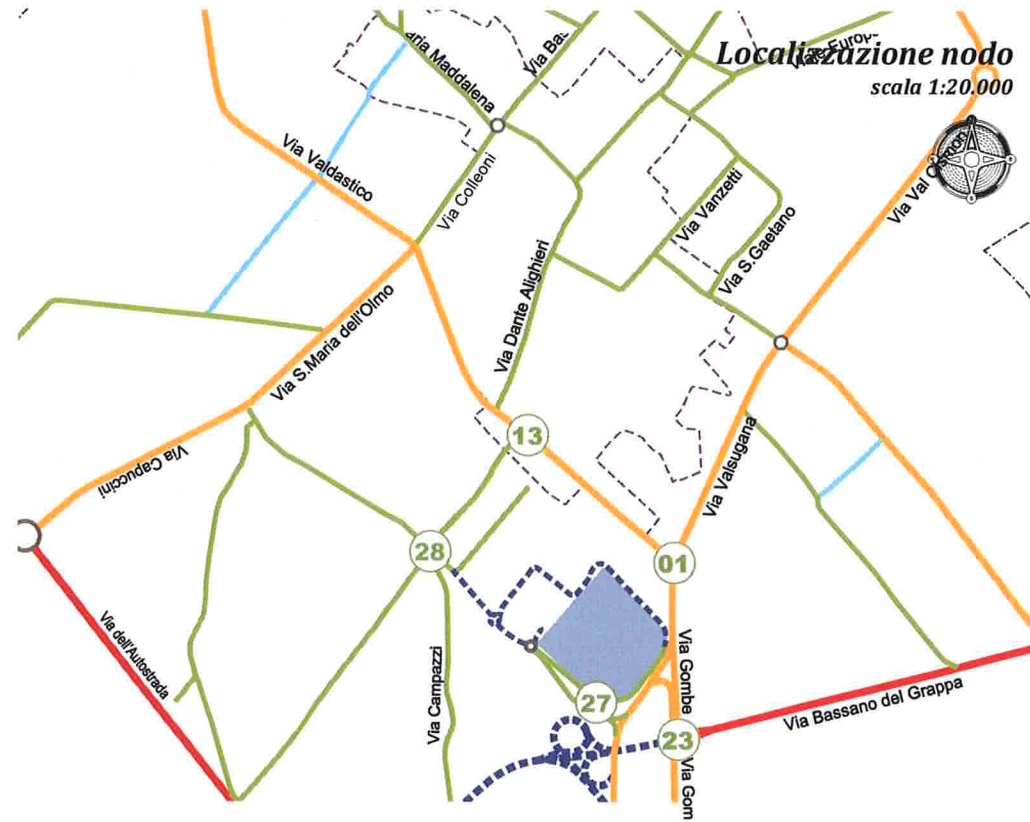 Localizzazione nodo
scala 1:20.000
aria Maddalena
Via Bas
Via Valdastico
Via Colleoni
Via Vanzetti
Via S.Gaetano
Via Dante Alighieri
Via S.Maria dell'Olmo
Via Capuccini
Via Valsugana
13
28
01
27
23
Via dell'Autostrada
Via Campazzi
Via Gombe
Via Bassano del Grappa
Via Gom